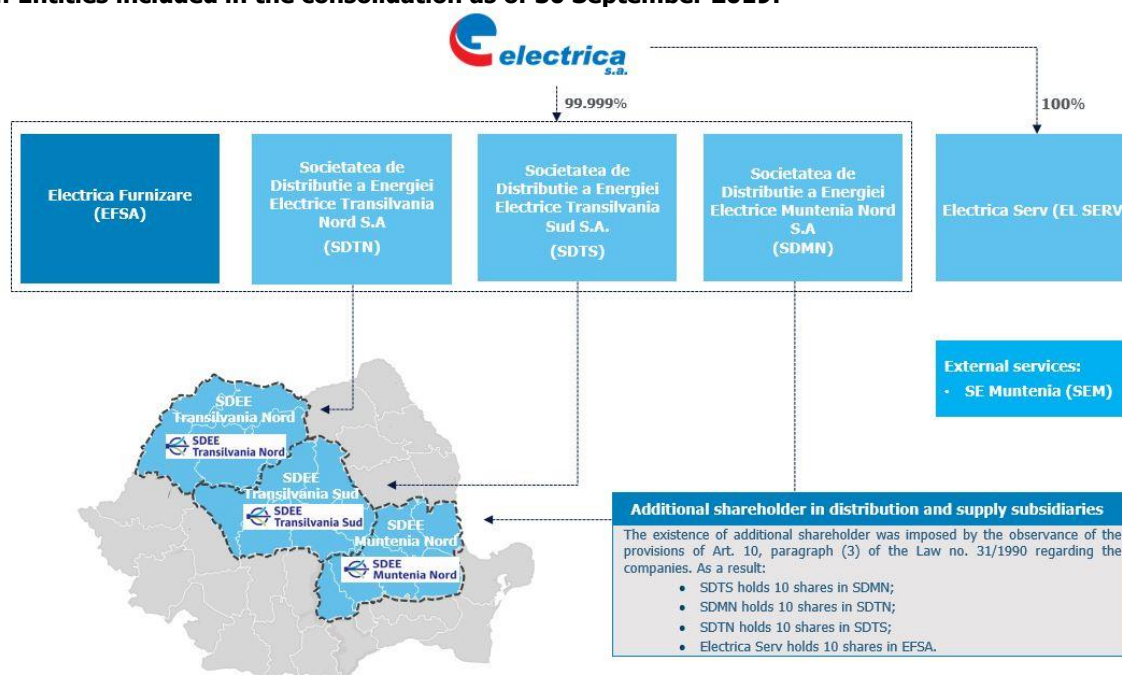 Entities included in the consolidation as of 30 September 2019:
electrica
s.a.
99.999%
100%
Electrica Furnizare
(EFSA)
Societatea de
Distributie a Energiei
Electrice Transilvania
Nord S.A
(SDTN)
Societatea de
Distributie a Energiei
Electrice Transilvania
Sud S.A.
(SDTS)
Societatea de
Distributie a Energiei
Electrice Muntenia Nord
S.A
(SDMN)
Electrica Serv (EL SERV
External services:
• SE Muntenia (SEM)
SDEE
Transilvania Nord
SDEE
Transilvania Nord
SDEE
Transilvania Sud
SDEE
Transilvania Sud
SDEE
Muntenia Nord
SDEE
Muntenia Nord
Additional shareholder in distribution and supply subsidiaries
The existence of additional shareholder was imposed by the observance of the
provisions of Art. 10, paragraph (3) of the Law no. 31/1990 regarding the
companies. As a result:
• SDTS holds 10 shares in SDMN;
• SDMN holds 10 shares in SDTN;
• SDTN holds 10 shares in SDTS;
• Electrica Serv holds 10 shares in EFSA.